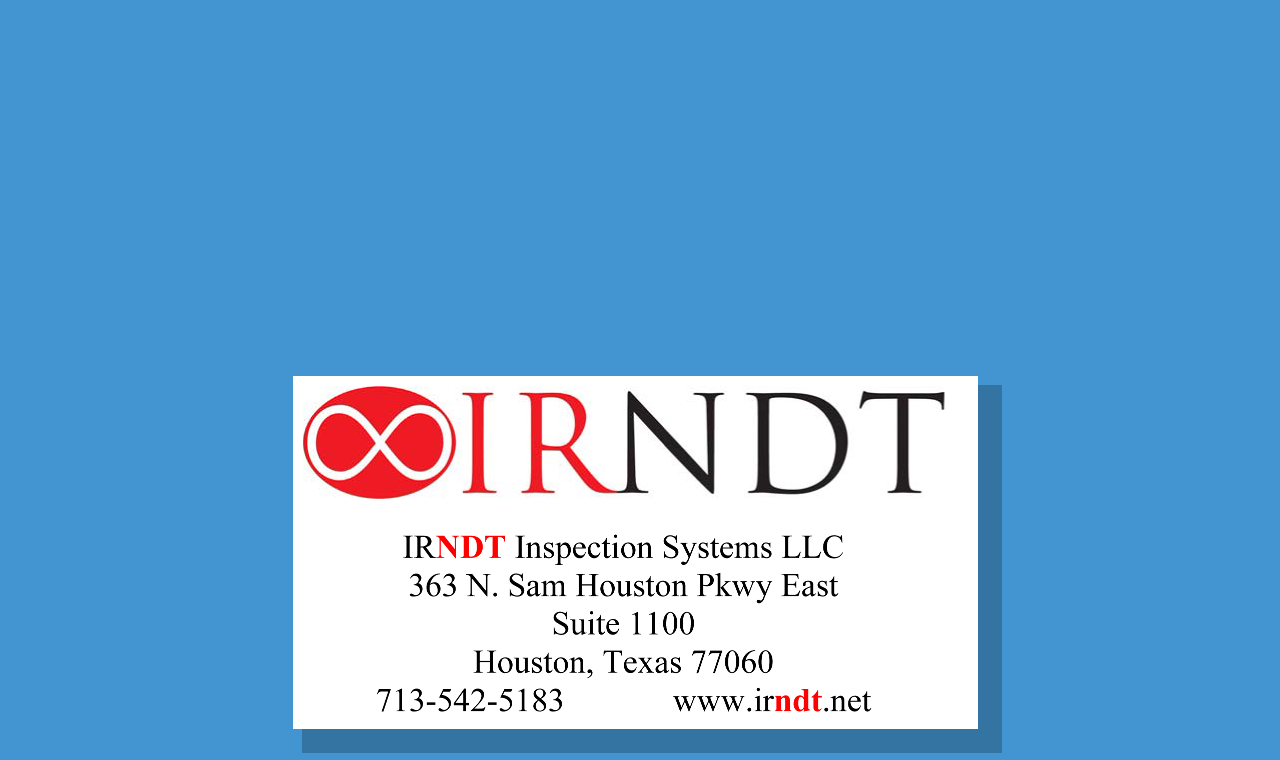 IRNDT
IRNDT Inspection Systems LLC
363 N. Sam Houston Pkwy East
Suite 1100
Houston, Texas 77060
713-542-5183 www.irndt.net